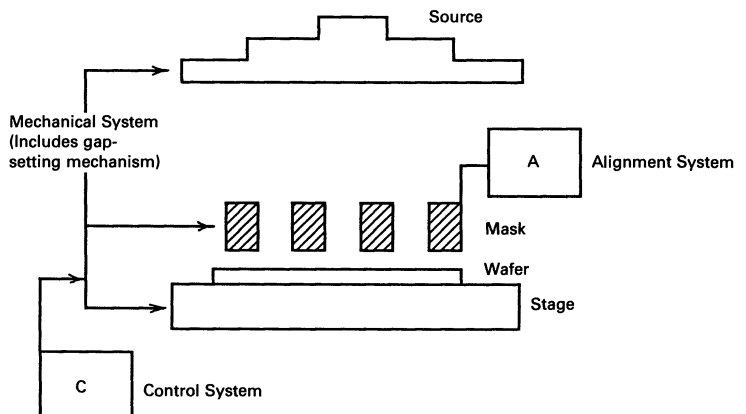 Source
Mechanical System
(Includes gap-
setting mechanism)
A
Alignment System
Mask
Wafer
Stage
C
Control System